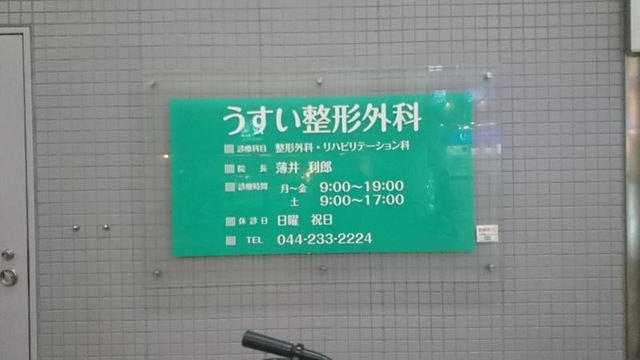 うすい整形外科
診療科目 整形外科・リハビリテーション科
院長 薄井 利郎
診療時間 月～金 9:00～19:00
土 9:00～17:00
休診日 日曜 祝日
TEL 044-233-2224